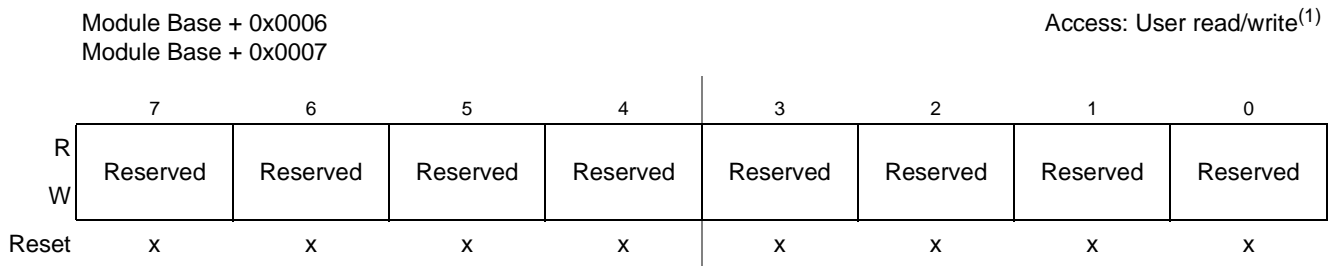 Module Base + 0x0006 Access: User read/write(1)
Module Base + 0x0007
7 6 5 4 3 2 1 0
R
Reserved Reserved Reserved Reserved Reserved Reserved Reserved Reserved
W
Reset x x x x x x x x